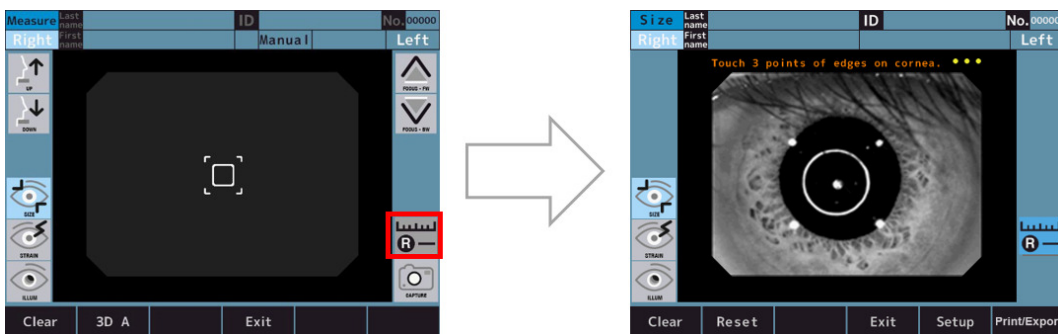 Measure Last name ID No. 00000
Right First name Manual Left
UP
FOCUS・FW
DOWN
FOCUS・BW
SIZE
R
STRAIN
ILLUM
CAPTURE
Clear 3D A Exit
Size Last name ID No. 00000
Right First name Left
Touch 3 points of edges on cornea.
SIZE
R
STRAIN
ILLUM
Clear Reset Exit Setup Print/Expor